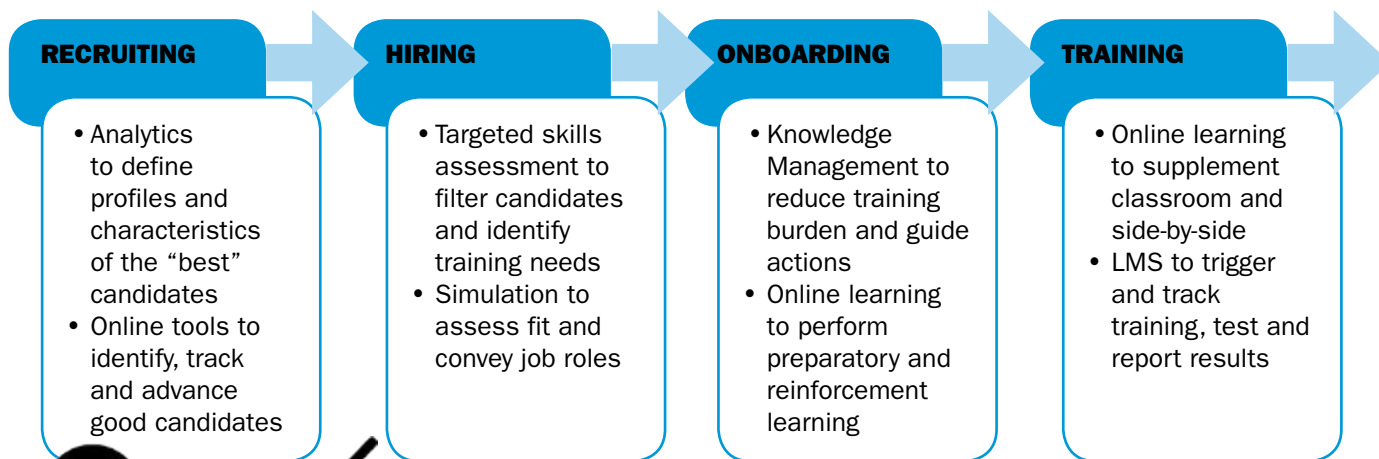 RECRUITING
• Analytics
to define
profiles and
characteristics
of the “best”
candidates
• Online tools to
identify, track
and advance
good candidates
HIRING
• Targeted skills
assessment to
filter candidates
and identify
training needs
• Simulation to
assess fit and
convey job roles
ONBOARDING
• Knowledge
Management to
reduce training
burden and guide
actions
• Online learning
to perform
preparatory and
reinforcement
learning
TRAINING
• Online learning
to supplement
classroom and
side-by-side
• LMS to trigger
and track
training, test and
report results